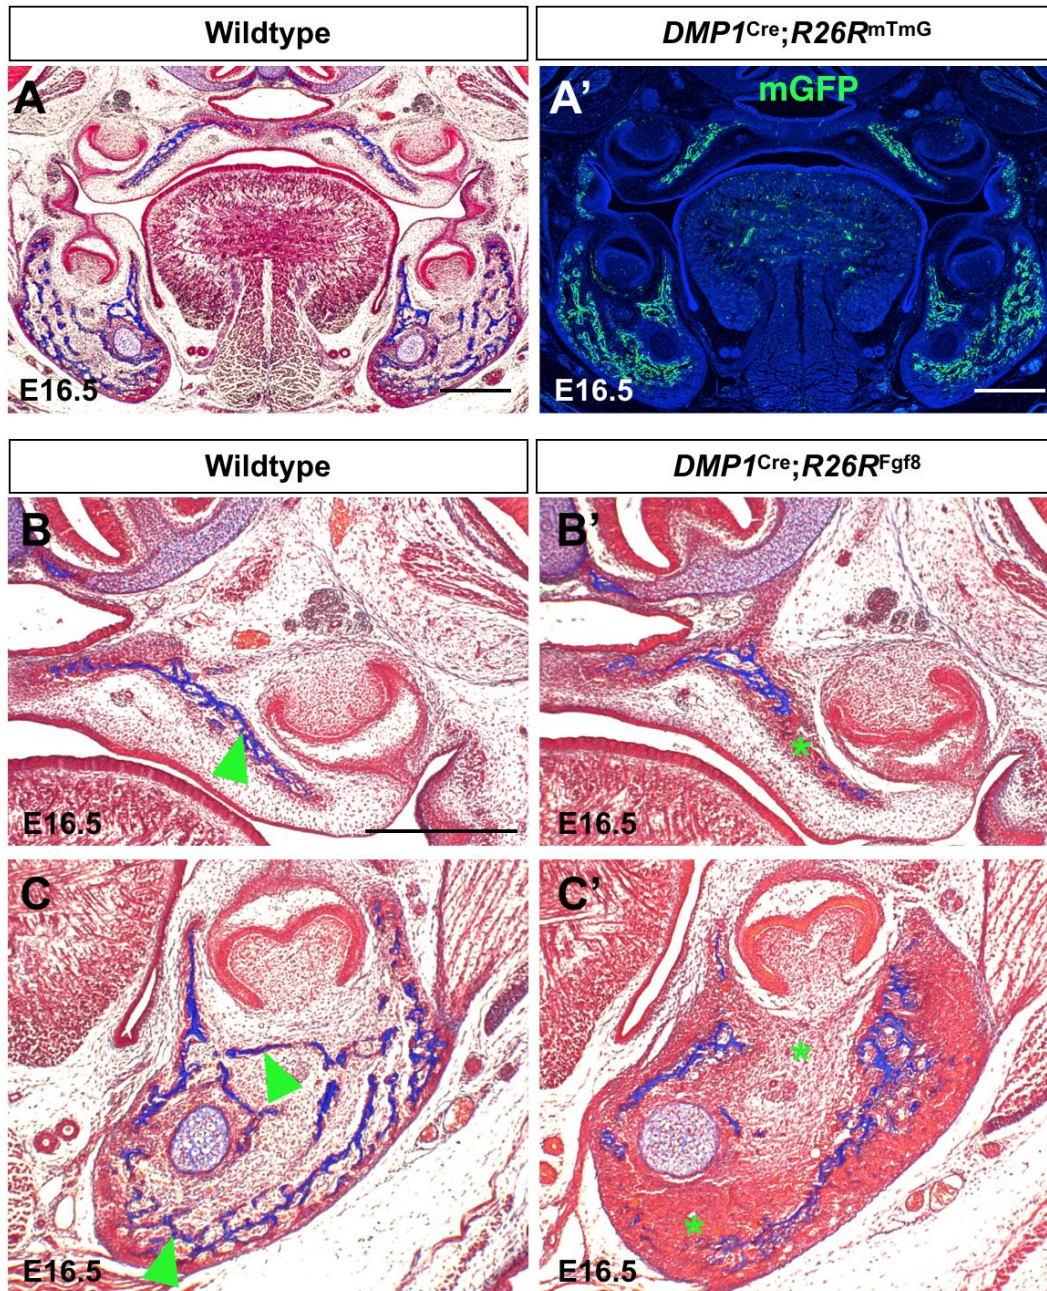 Wildtype
DMP1Cre;R26RmTmG
A
A’
mGFP
E16.5
E16.5
Wildtype
DMP1Cre;R26RFgf8
B
B’
E16.5
E16.5
C
C’
E16.5
E16.5